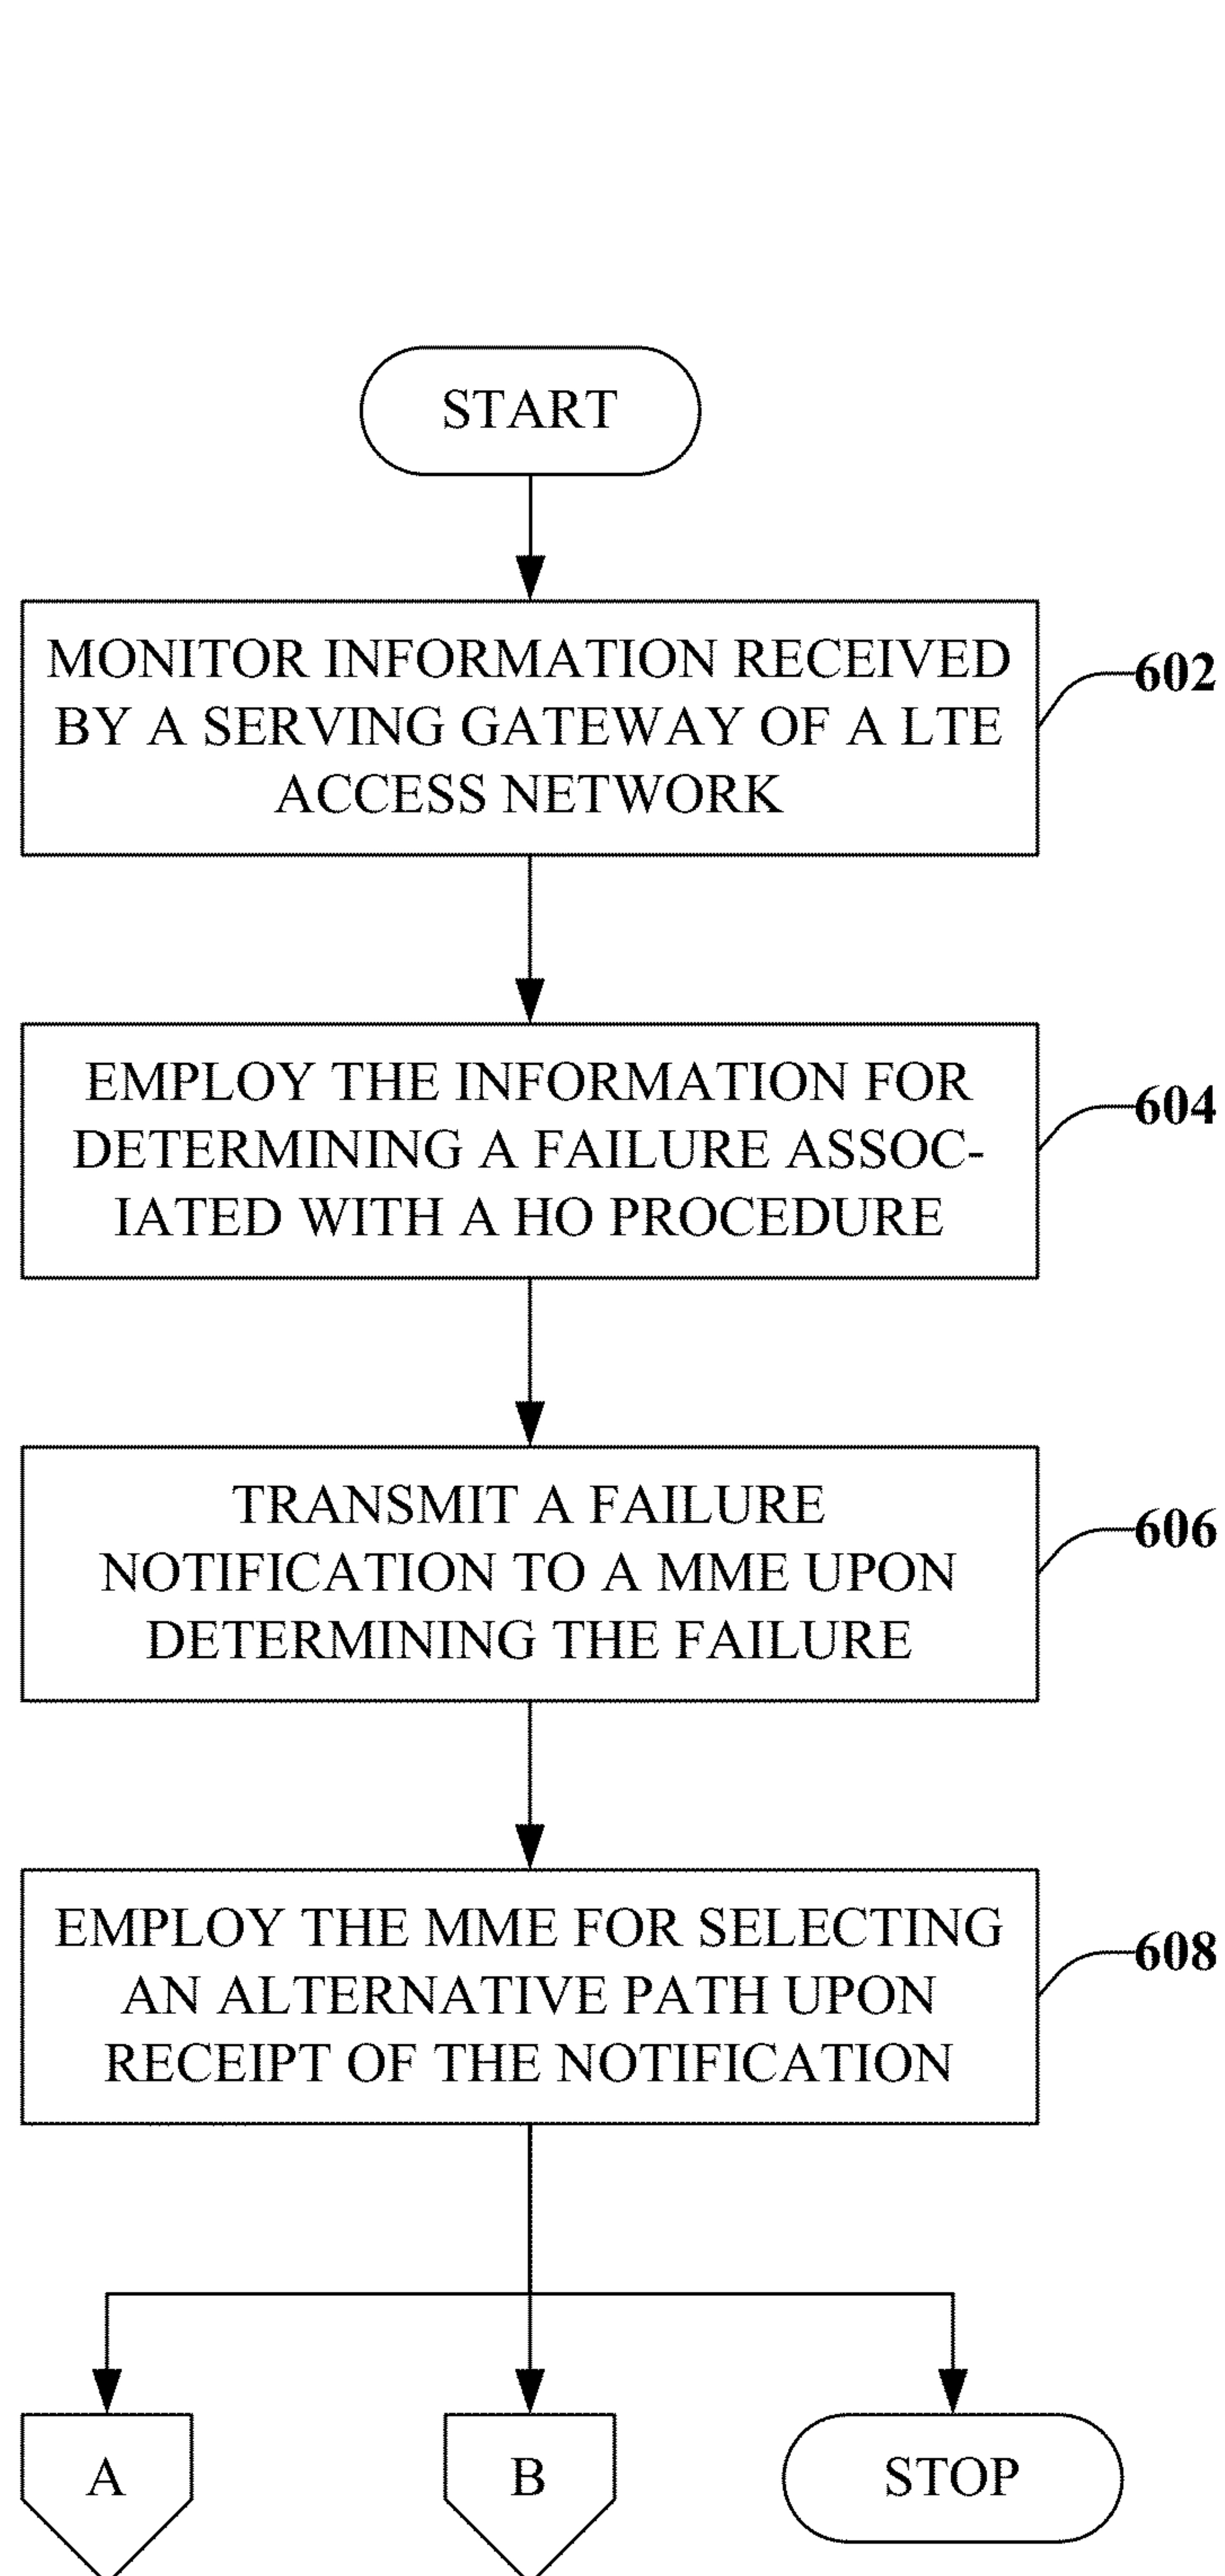 START
MONITOR INFORMATION RECEIVED
BY A SERVING GATEWAY OF A LTE
ACCESS NETWORK
602
EMPLOY THE INFORMATION FOR
DETERMINING A FAILURE ASSOC-
IATED WITH A HO PROCEDURE
604
TRANSMIT A FAILURE
NOTIFICATION TO A MME UPON
DETERMINING THE FAILURE
606
EMPLOY THE MME FOR SELECTING
AN ALTERNATIVE PATH UPON
RECEIPT OF THE NOTIFICATION
608
A
B
STOP